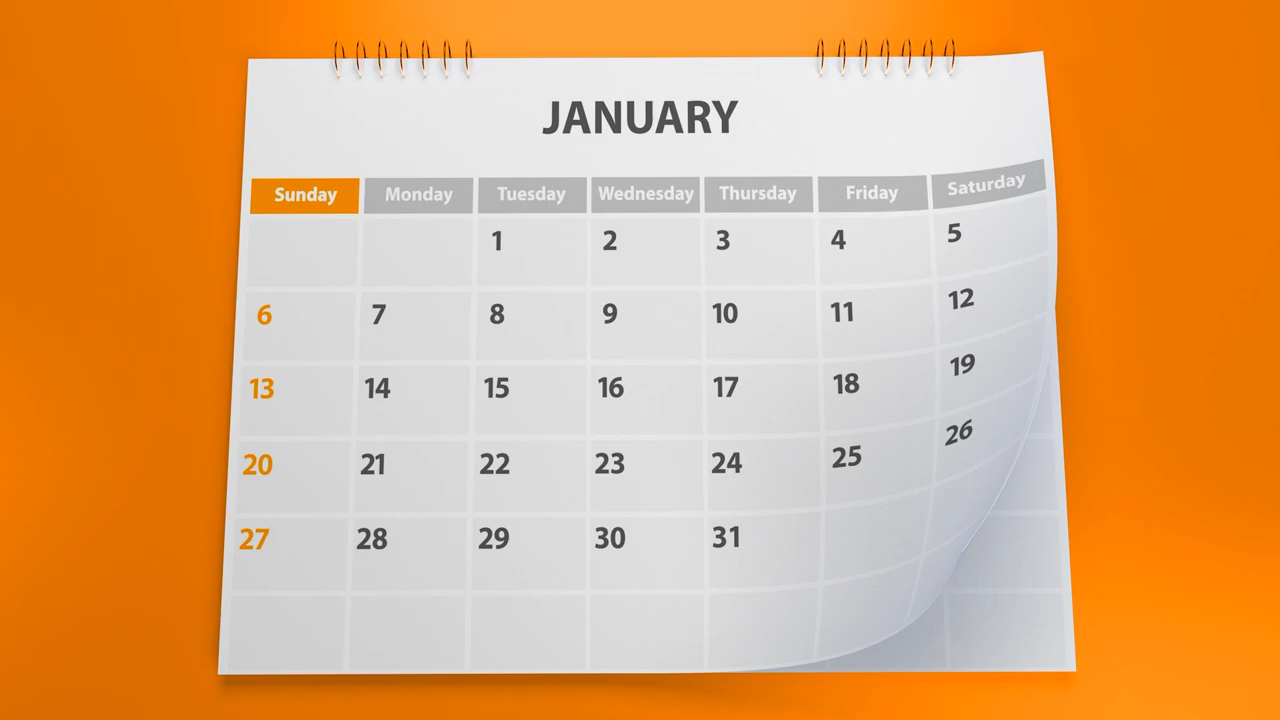 JANUARY
Sunday Monday Tuesday Wednesday Thursday Friday Saturday
1 2 3 4 5
6 7 8 9 10 11 12
13 14 15 16 17 18 19
20 21 22 23 24 25 26
27 28 29 30 31